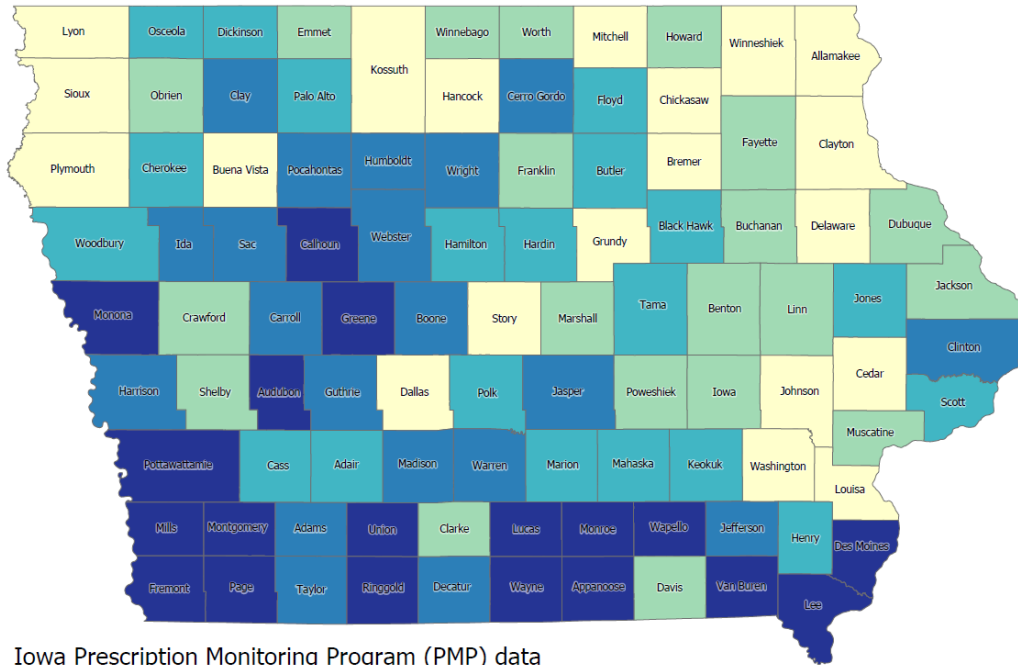 Lyon
Osceola
Dickinson
Emmet
Winnebago
Worth
Mitchell
Howard
Winneshiek
Allamakee
Kossuth
Sioux
Obrien
Clay
Palo Alto
Hancock
Cerro Gordo
Floyd
Chickasaw
Fayette
Clayton
Plymouth
Cherokee
Buena Vista
Pocahontas
Humboldt
Wright
Franklin
Butler
Bremer
Woodbury
Ida
Sac
Calhoun
Webster
Hamilton
Hardin
Grundy
Black Hawk
Buchanan
Delaware
Dubuque
Monona
Crawford
Carroll
Greene
Boone
Story
Marshall
Tama
Benton
Linn
Jones
Jackson
Clinton
Harrison
Shelby
Audubon
Guthrie
Dallas
Polk
Jasper
Poweshiek
Iowa
Johnson
Cedar
Scott
Muscatine
Pottawattamie
Cass
Adair
Madison
Warren
Marion
Mahaska
Keokuk
Washington
Louisa
Mills
Montgomery
Adams
Union
Clarke
Lucas
Monroe
Wapello
Jefferson
Henry
Des Moines
Fremont
Page
Taylor
Ringgold
Decatur
Wayne
Appanoose
Davis
Van Buren
Lee
Iowa Prescription Monitoring Program (PMP) data